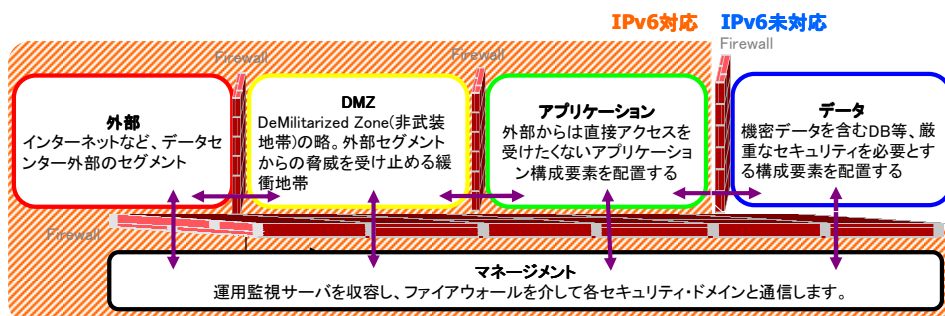 IPv6対応
IPv6未対応
Firewall
Firewall
Firewall
外部
インターネットなど、データセ
ンター外部のセグメント
DMZ
DeMilitarized Zone(非武装
地帯)の略。外部セグメント
からの脅威を受け止める緩
衝地帯
アプリケーション
外部からは直接アクセスを
受けたくないアプリケーショ
ン構成要素を配置する
データ
機密データを含むDB等、厳
重なセキュリティを必要とす
る構成要素を配置する
Firewall
マネージメント
運用監視サーバを収容し、ファイアウォールを介して各セキュリティ・ドメインと通信します。